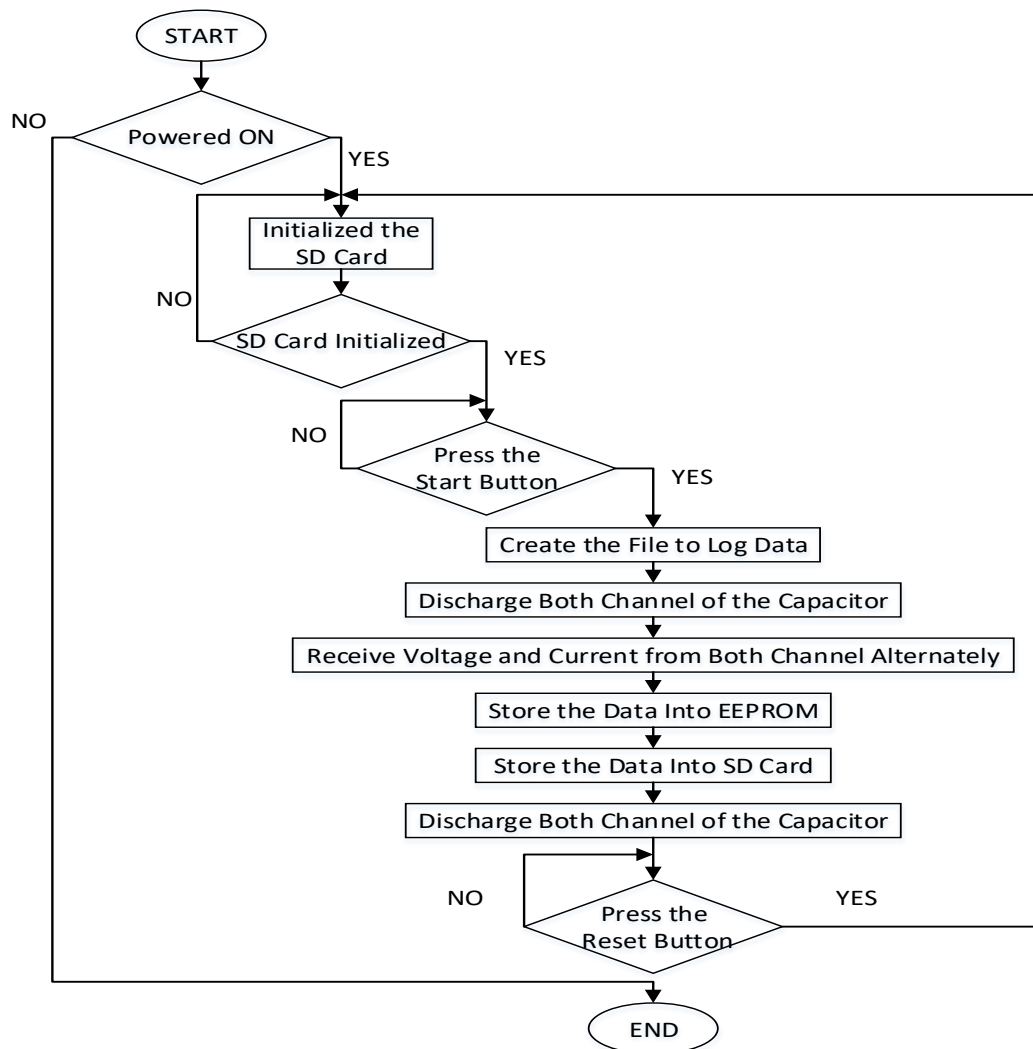 START
NO
Powered ON
YES
Initialized the
SD Card
NO
SD Card Initialized
YES
NO
Press the
Start Button
YES
Create the File to Log Data
Discharge Both Channel of the Capacitor
Receive Voltage and Current from Both Channel Alternately
Store the Data Into EEPROM
Store the Data Into SD Card
Discharge Both Channel of the Capacitor
NO
YES
Press the
Reset Button
END